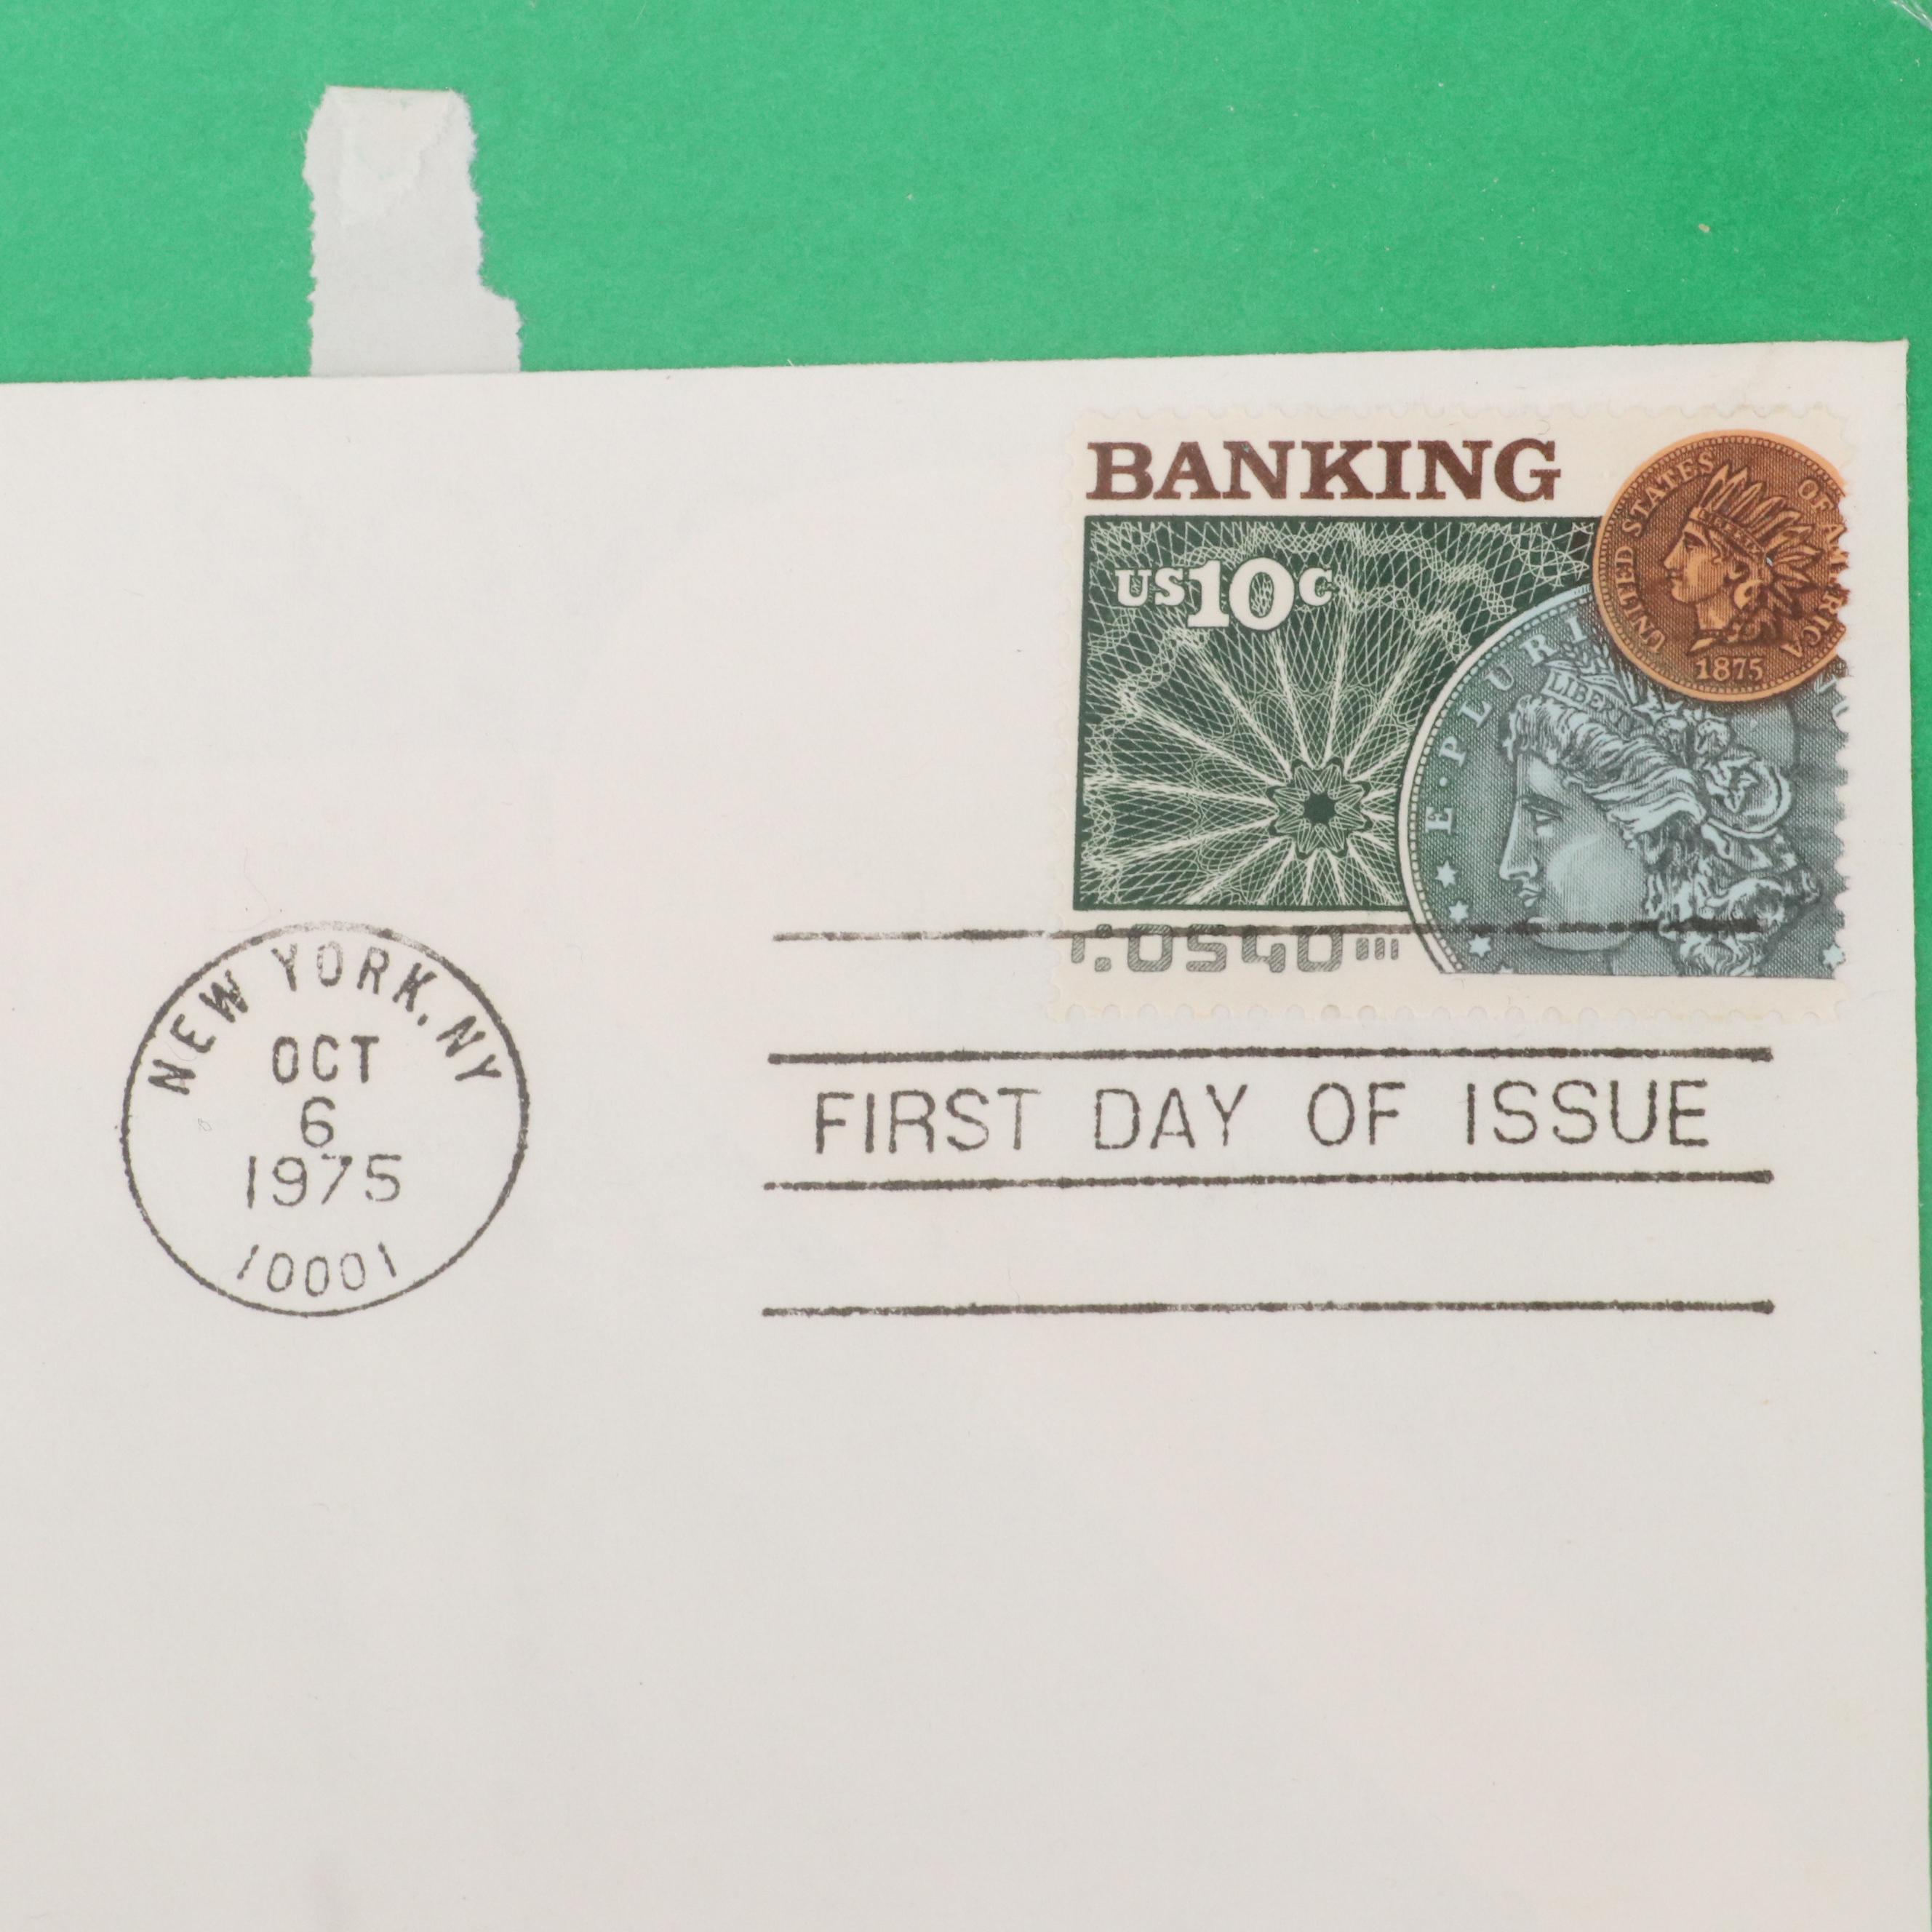 BANKING
US10c
UNITED STATES OF AMERICA
1875
E·PLURI
LIBERTY
NEW YORK, NY
OCT
6
1975
10001
FIRST DAY OF ISSUE